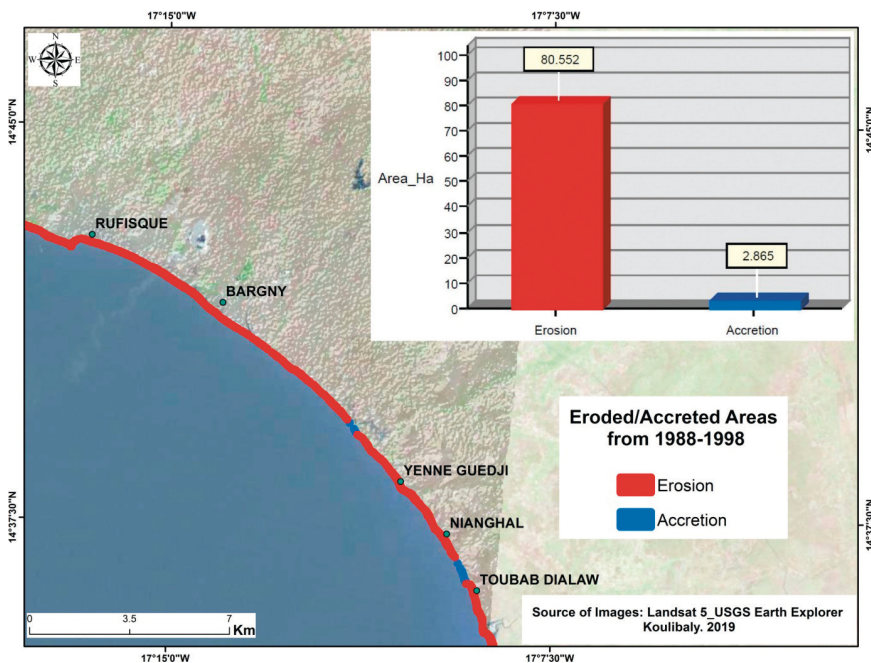 17°15'0"W
17°7'30"W
N
W E
S
14°45'0"N
14°45'0"N
100
90
80
70
60
50
40
30
20
10
0
Area_Ha
80.552
2.865
Erosion
Accretion
RUFISQUE
BARGNY
YENNE GUEDJI
NIANGHAL
TOUBAB DIALAW
Eroded/Accreted Areas
from 1988-1998
Erosion
Accretion
14°37'30"N
14°37'30"N
0 3.5 7
Km
Source of Images: Landsat 5_USGS Earth Explorer
Koulibaly. 2019
17°15'0"W
17°7'30"W